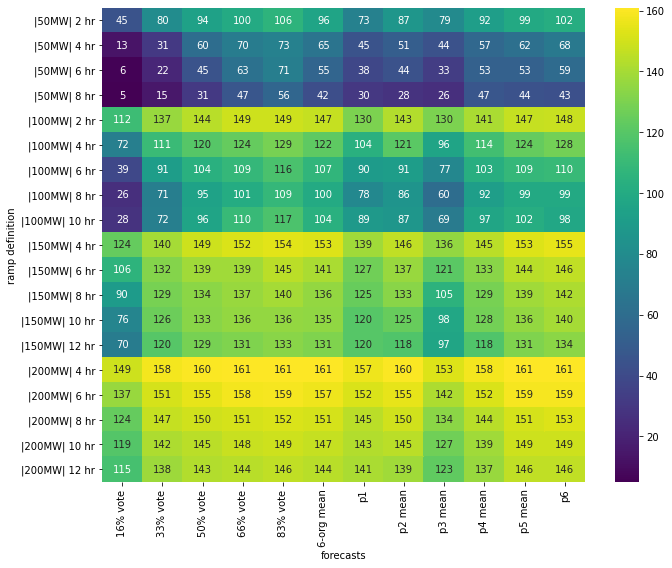 |50MW| 2 hr 45 80 94 100 106 96 73 87 79 92 99 102
|50MW| 4 hr 13 31 60 70 73 65 45 51 44 57 62 68
|50MW| 6 hr 6 22 45 63 71 55 38 44 33 53 53 59
|50MW| 8 hr 5 15 31 47 56 42 30 28 26 47 44 43
|100MW| 2 hr 112 137 144 149 149 147 130 143 130 141 147 148
|100MW| 4 hr 72 111 120 124 129 122 104 121 96 114 124 128
|100MW| 6 hr 39 91 104 109 116 107 90 91 77 103 109 110
|100MW| 8 hr 26 71 95 101 109 100 78 86 60 92 99 99
|100MW| 10 hr 28 72 96 110 117 104 89 87 69 97 102 98
|150MW| 4 hr 124 140 149 152 154 153 139 146 136 145 153 155
|150MW| 6 hr 106 132 139 139 145 141 127 137 121 133 144 146
|150MW| 8 hr 90 129 134 137 140 136 125 133 105 129 139 142
|150MW| 10 hr 76 126 133 136 136 135 120 125 98 128 136 140
|150MW| 12 hr 70 120 129 131 133 131 120 118 97 118 131 134
|200MW| 4 hr 149 158 160 161 161 161 157 160 153 158 161 161
|200MW| 6 hr 137 151 155 158 159 157 152 155 142 152 159 159
|200MW| 8 hr 124 147 150 151 152 151 145 150 134 144 151 153
|200MW| 10 hr 119 142 145 148 149 147 143 145 127 139 149 149
|200MW| 12 hr 115 138 143 144 146 144 141 139 123 137 146 146
ramp definition
16% vote
33% vote
50% vote
66% vote
83% vote
6-org mean
p1
p2 mean
p3 mean
p4 mean
p5 mean
p6
forecasts
160
140
120
100
80
60
40
20